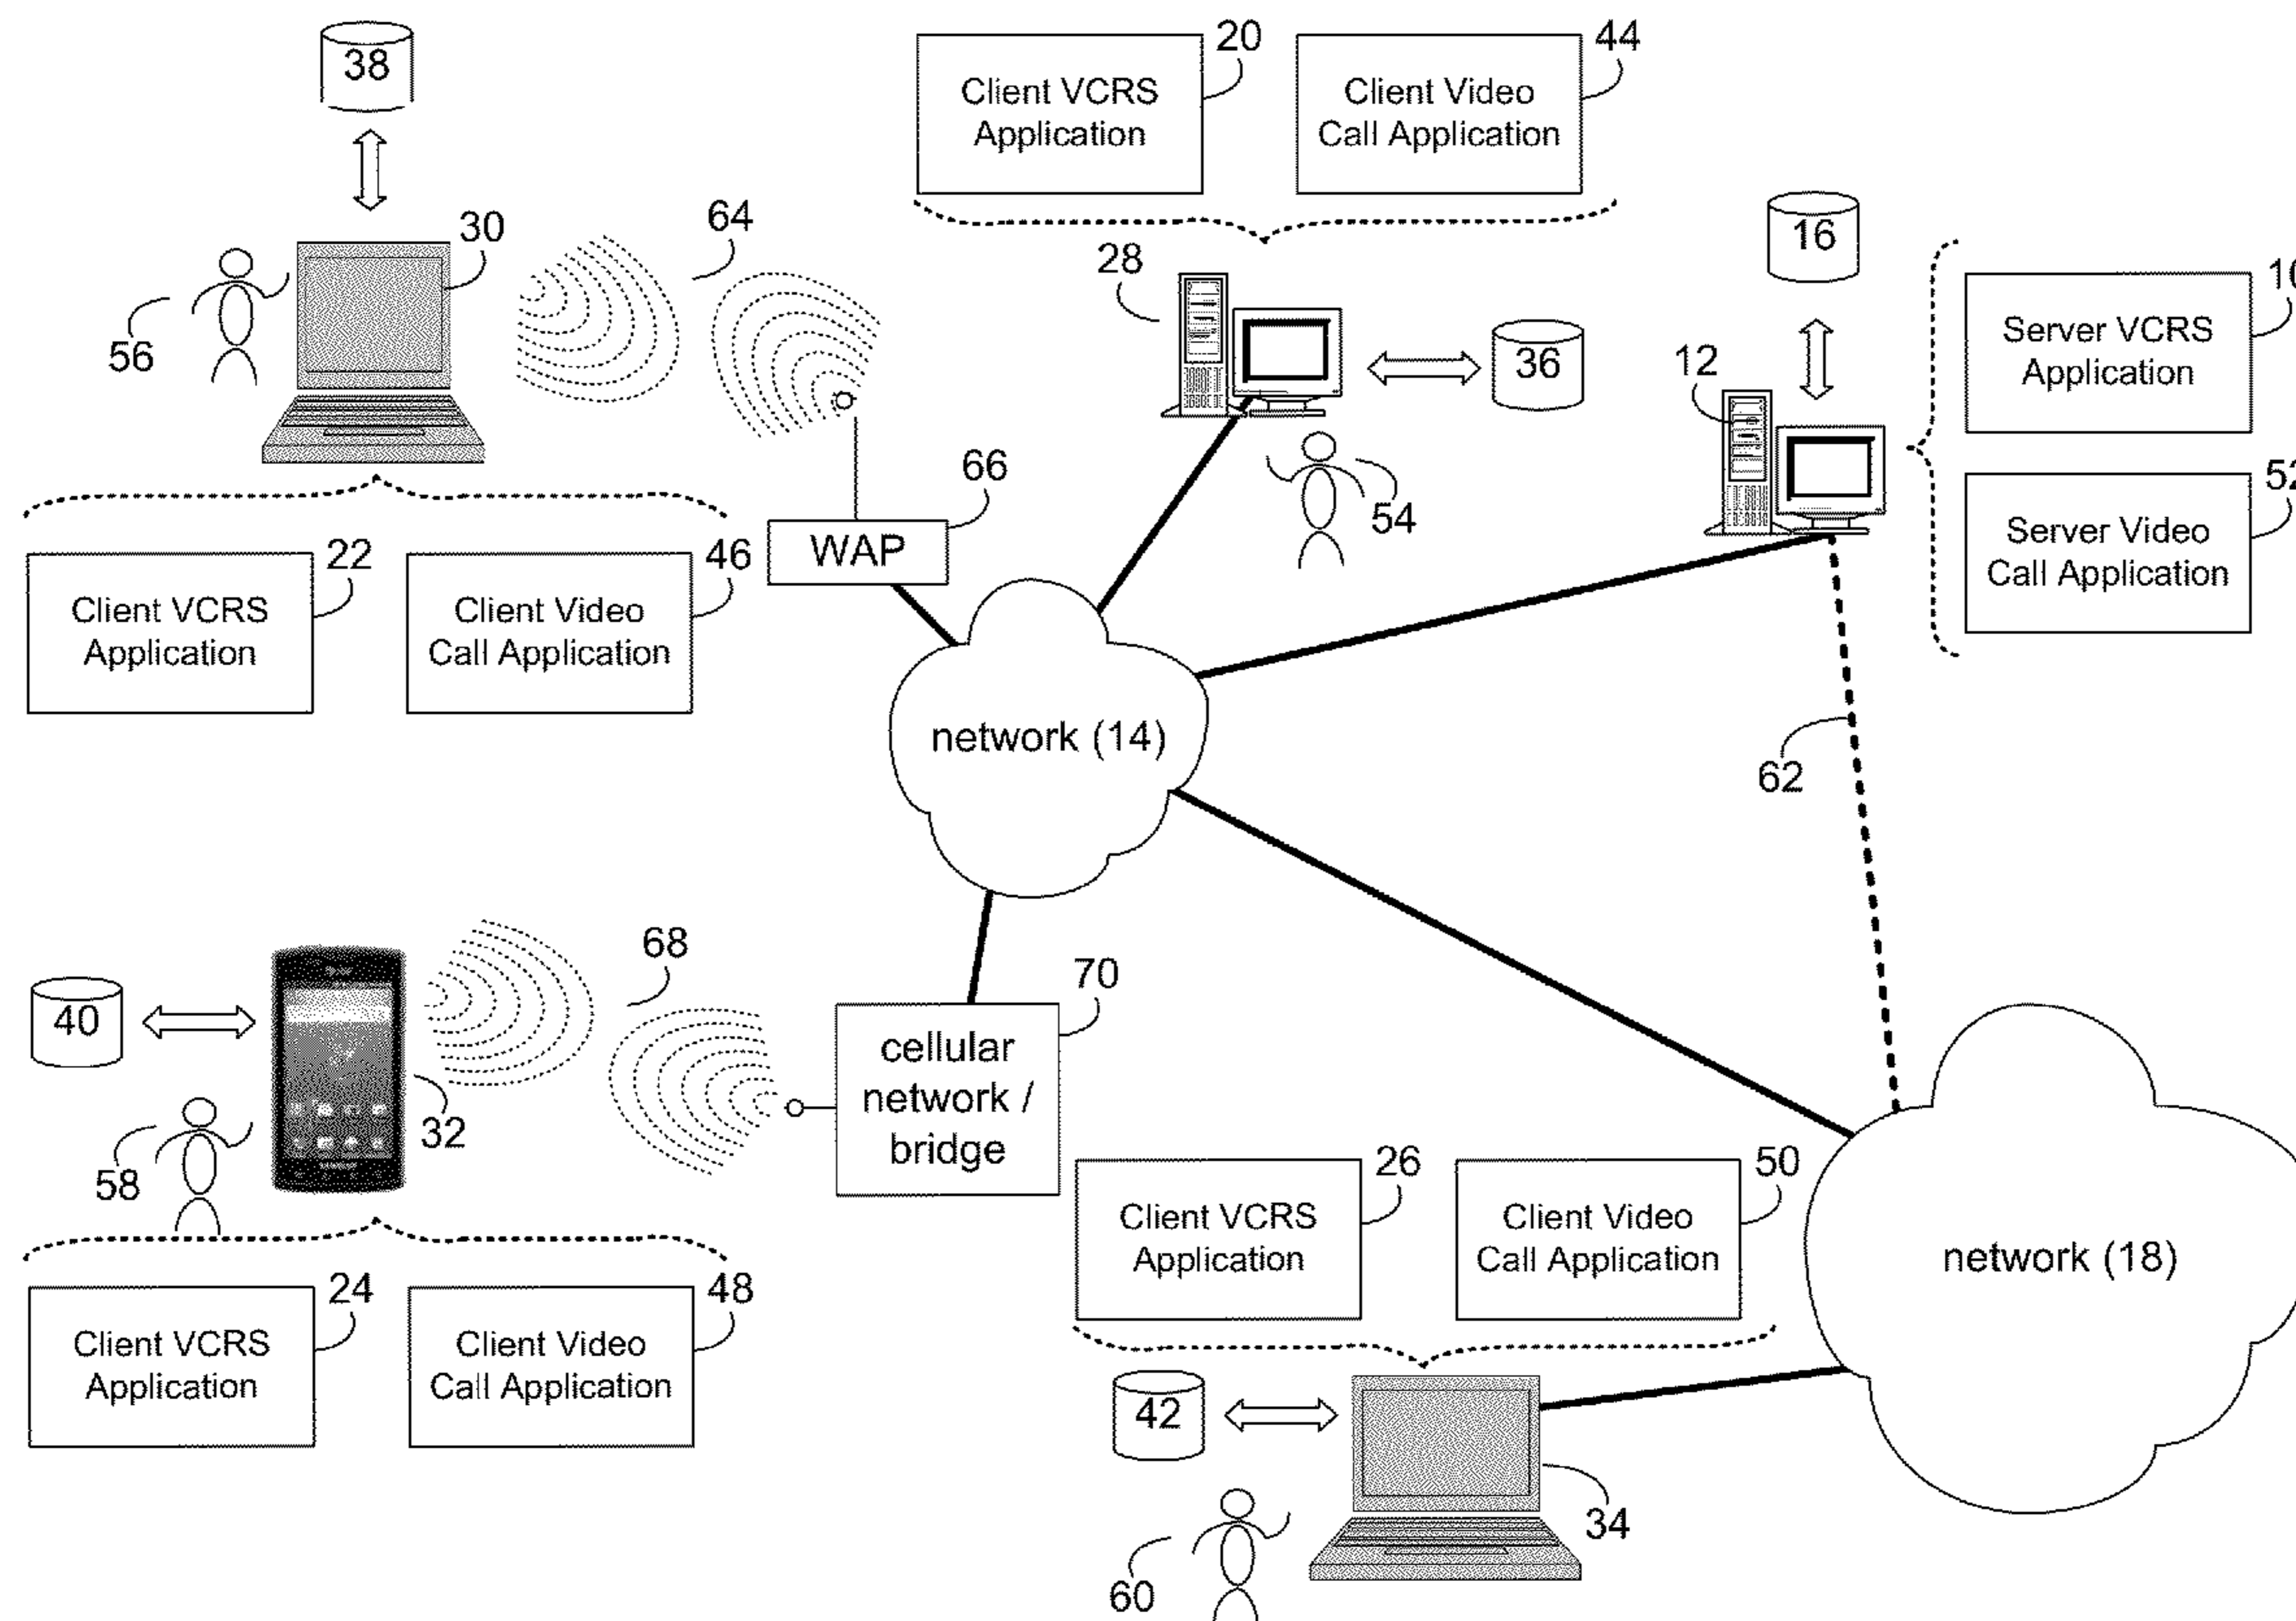 38
20
44
Client VCRS
Application
Client Video
Call Application
30
64
16
28
36
12
Server VCRS
Application
10
56
66
54
WAP
Server Video
Call Application
52
22
46
Client VCRS
Application
Client Video
Call Application
network (14)
62
68
70
40
cellular
network /
bridge
32
58
26
50
Client VCRS
Application
Client Video
Call Application
network (18)
24
48
Client VCRS
Application
Client Video
Call Application
42
34
60